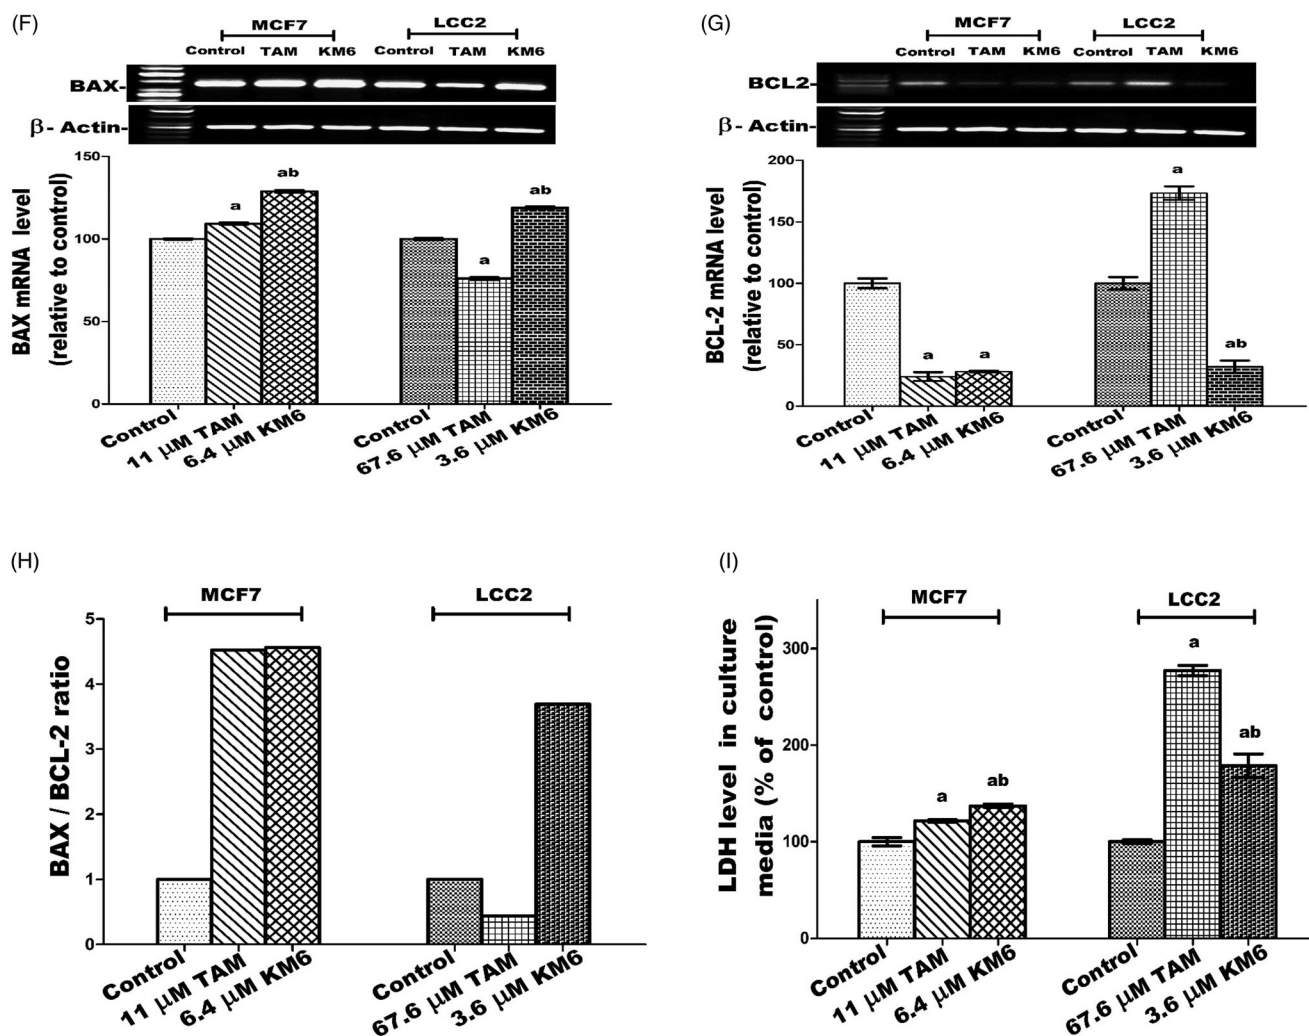 (F)
MCF7
LCC2
Control TAM KM6 Control TAM KM6
BAX-
β- Actin-
BAX mRNA level
(relative to control)
150
100
50
0
a
ab
a
ab
Control
11 μM TAM
6.4 μM KM6
Control
67.6 μM TAM
3.6 μM KM6
(G)
MCF7
LCC2
Control TAM KM6 Control TAM KM6
BCL2
β- Actin-
BCL-2 mRNA level
(relative to control)
200
150
100
50
0
a
a
a
ab
Control
11 μM TAM
6.4 μM KM6
Control
67.6 μM TAM
3.6 μM KM6
(H)
MCF7
LCC2
BAX / BCL-2 ratio
5
4
3
2
1
0
Control
11 μM TAM
6.4 μM KM6
Control
67.6 μM TAM
3.6 μM KM6
(I)
MCF7
LCC2
LDH level in culture
media (% of control)
300
200
100
0
a
ab
a
ab
Control
11 μM TAM
6.4 μM KM6
Control
67.6 μM TAM
3.6 μM KM6